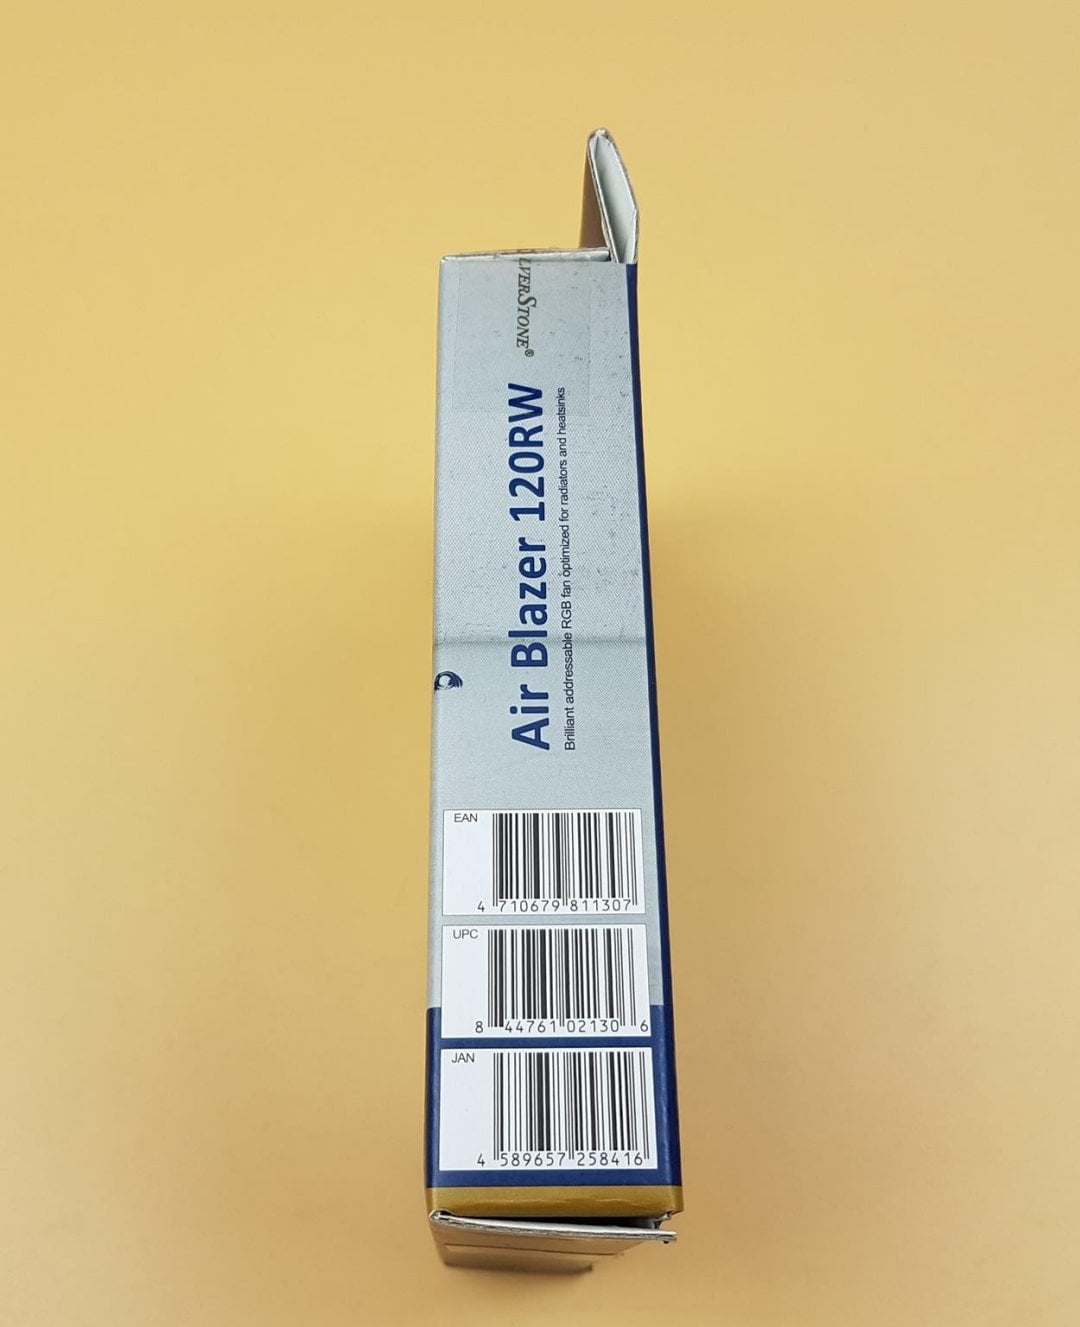 LVERSTONE®
Air Blazer 120RW
Brilliant addressable RGB fan optimized for radiators and heatsinks
EAN
4 710679 811307
UPC
8 44761 02130 6
JAN
4 589657 258416